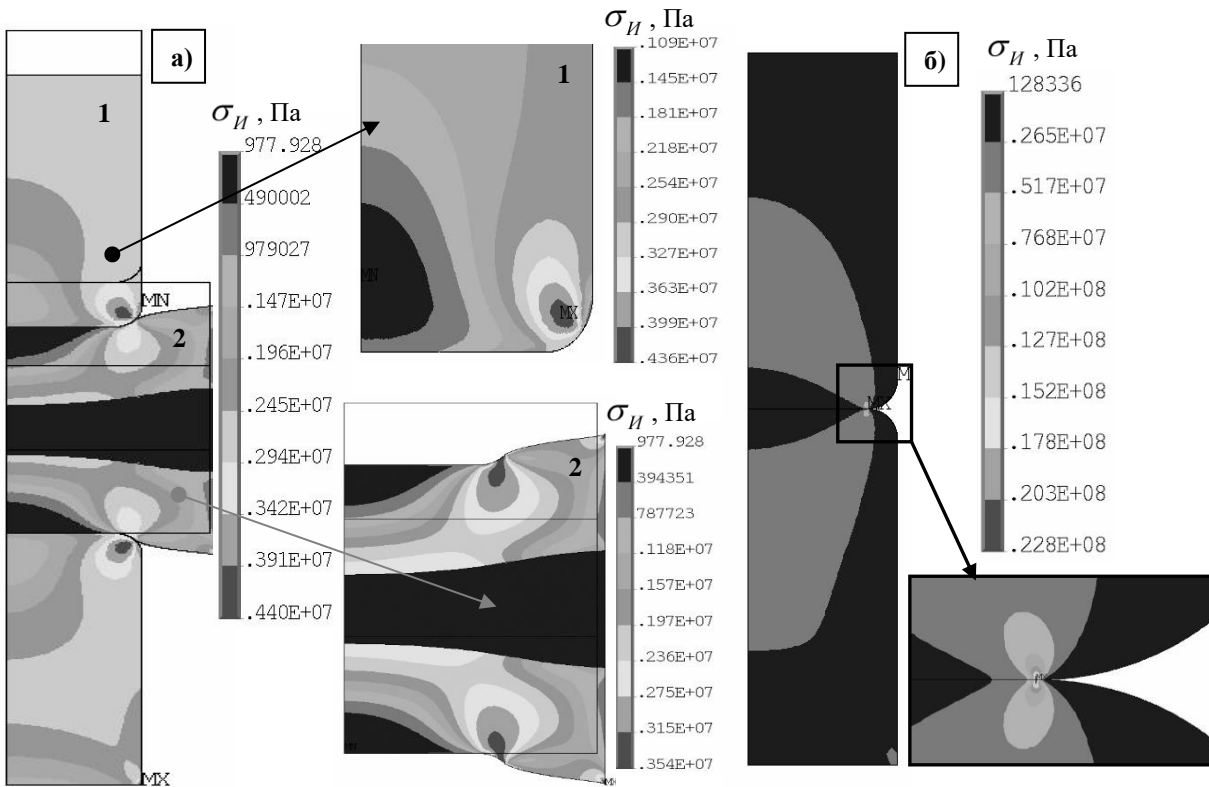 а)
1
σ_И , Па
977.928
490002
979027
.147E+07
.196E+07
.245E+07
.294E+07
.342E+07
.391E+07
.440E+07
MN
2
MX
σ_И , Па
.109E+07
.145E+07
.181E+07
.218E+07
.254E+07
.290E+07
.327E+07
.363E+07
.399E+07
.436E+07
1
MN
MX
σ_И , Па
977.928
394351
787723
.118E+07
.157E+07
.197E+07
.236E+07
.275E+07
.315E+07
.354E+07
2
б)
σ_И , Па
128336
.265E+07
.517E+07
.768E+07
.102E+08
.127E+08
.152E+08
.178E+08
.203E+08
.228E+08
M
MX